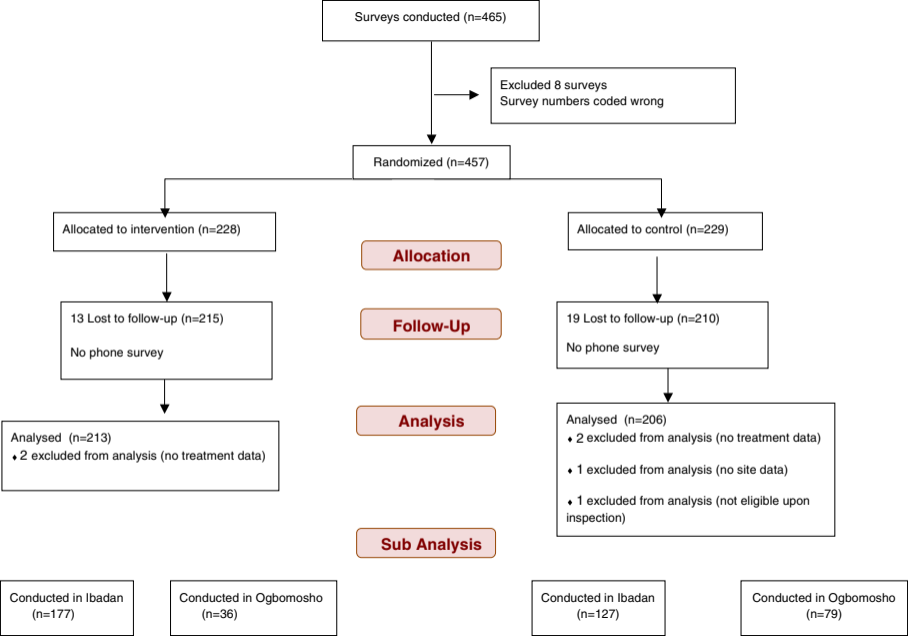 Surveys conducted (n=465)
Excluded 8 surveys
Survey numbers coded wrong
Randomized (n=457)
Allocated to intervention (n=228)
Allocated to control (n=229)
Allocation
13 Lost to follow-up (n=215)
No phone survey
Follow-Up
19 Lost to follow-up (n=210)
No phone survey
Analysis
Analysed (n=213)
⬧ 2 excluded from analysis (no treatment data)
Analysed (n=206)
⬧ 2 excluded from analysis (no treatment data)
⬧ 1 excluded from analysis (no site data)
⬧ 1 excluded from analysis (not eligible upon
inspection)
Sub Analysis
Conducted in Ibadan
(n=177)
Conducted in Ogbomosho
(n=36)
Conducted in Ibadan
(n=127)
Conducted in Ogbomosho
(n=79)